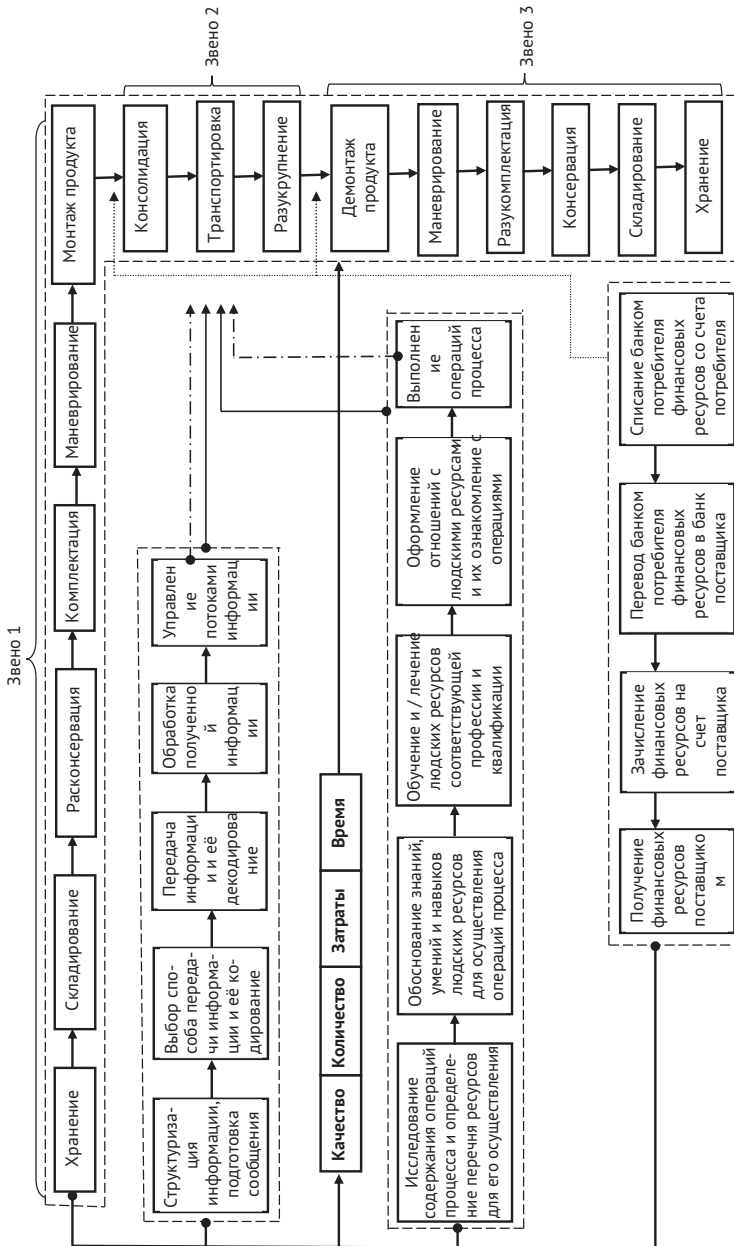 Звено 1
Хранение
Складирование
Расконсервация
Комплектация
Маневрирование
Монтаж продукта
Звено 2
Консолидация
Транспортировка
Разукрупнение
Звено 3
Демонтаж
продукта
Маневрирование
Разукомплектация
Консервация
Складирование
Хранение
Структуриза-
ция
информации,
подготовка
сообщения
Выбор спо-
соба переда-
чи информа-
ции и её ко-
дирование
Передача
информаци
и и её
декодирова
ние
Обработка
полученно
й
информац
ии
Управлен
ие
потоками
информац
ии
Качество
Количество
Затраты
Время
Исследование
содержания операций
процесса и определе-
ние перечня ресурсов
для его осуществления
Обоснование знаний,
умений и навыков
людских ресурсов
для осуществления
операций процесса
Обучение и / лечение
людских ресурсов
соответствующей
профессии и
квалификации
Оформление
отношений с
людскими ресурсами
и их ознакомление с
операциями
Выполнен
ие
операций
процесса
Получение
финансовых
ресурсов
поставщико
м
Зачисление
финансовых
ресурсов на
счет
поставщика
Перевод банком
потребителя
финансовых
ресурсов в банк
поставщика
Списание банком
потребителя
финансовых
ресурсов со счета
потребителя